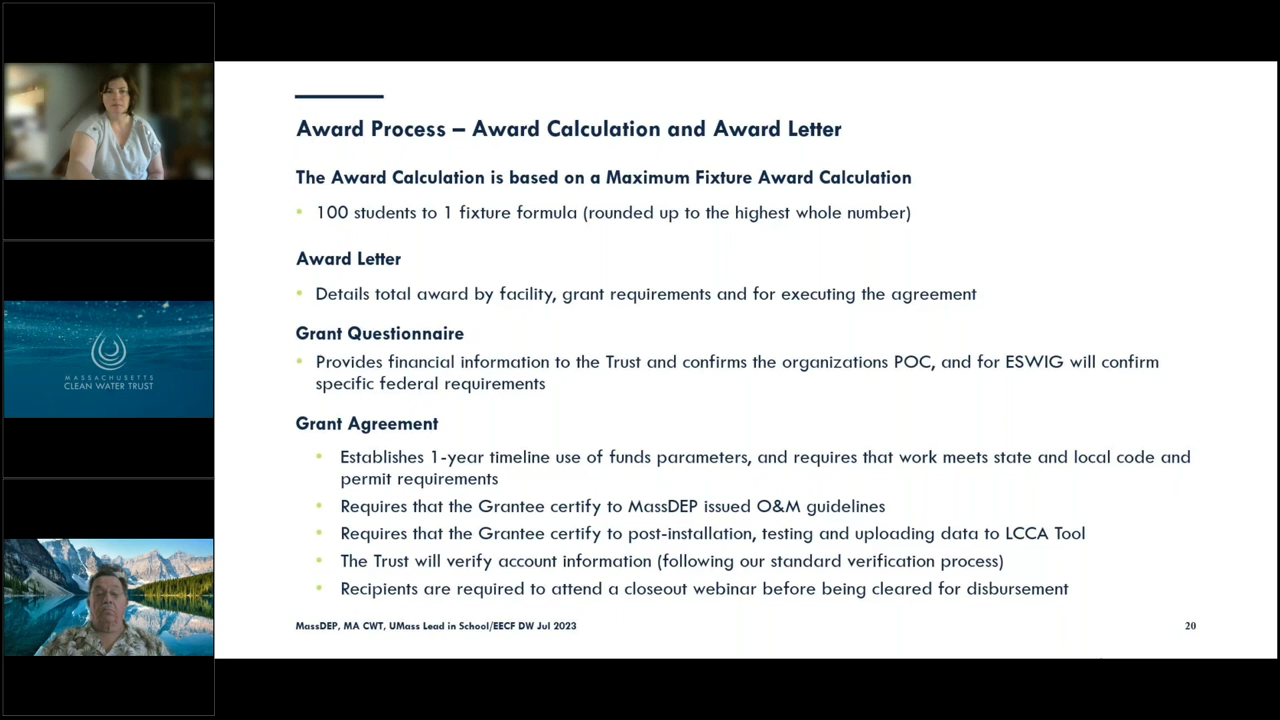 MASSACHUSETTS
CLEAN WATER TRUST
Award Process – Award Calculation and Award Letter
The Award Calculation is based on a Maximum Fixture Award Calculation
• 100 students to 1 fixture formula (rounded up to the highest whole number)
Award Letter
• Details total award by facility, grant requirements and for executing the agreement
Grant Questionnaire
• Provides financial information to the Trust and confirms the organizations POC, and for ESWIG will confirm
specific federal requirements
Grant Agreement
• Establishes 1-year timeline use of funds parameters, and requires that work meets state and local code and
permit requirements
• Requires that the Grantee certify to MassDEP issued O&M guidelines
• Requires that the Grantee certify to post-installation, testing and uploading data to LCCA Tool
• The Trust will verify account information (following our standard verification process)
• Recipients are required to attend a closeout webinar before being cleared for disbursement
MassDEP, MA CWT, UMass Lead in School/EECF DW Jul 2023
20